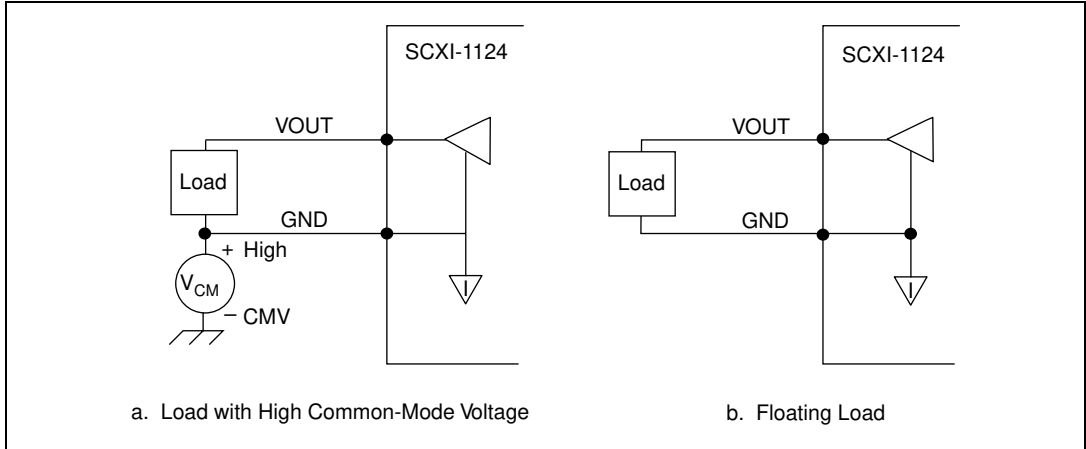 SCXI-1124
VOUT
Load
GND
+ High
V_CM
– CMV
I
a. Load with High Common-Mode Voltage
SCXI-1124
VOUT
Load
GND
I
b. Floating Load